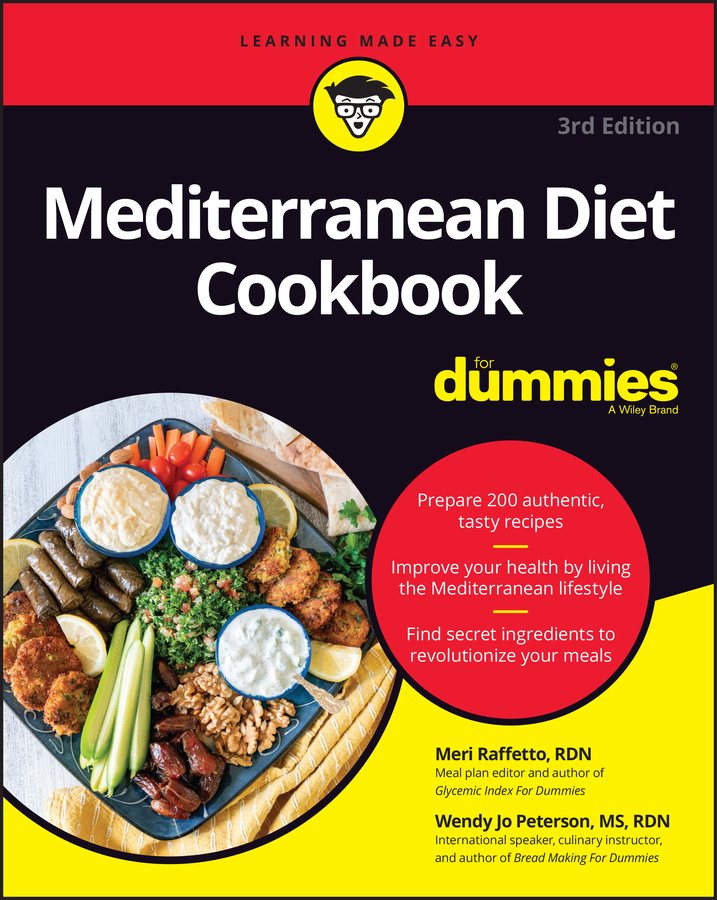 LEARNING MADE EASY
3rd Edition
Mediterranean Diet
Cookbook
for
dummies®
A Wiley Brand
Prepare 200 authentic,
tasty recipes
Improve your health by living
the Mediterranean lifestyle
Find secret ingredients to
revolutionize your meals
Meri Raffetto, RDN
Meal plan editor and author of
Glycemic Index For Dummies
Wendy Jo Peterson, MS, RDN
International speaker, culinary instructor,
and author of Bread Making For Dummies